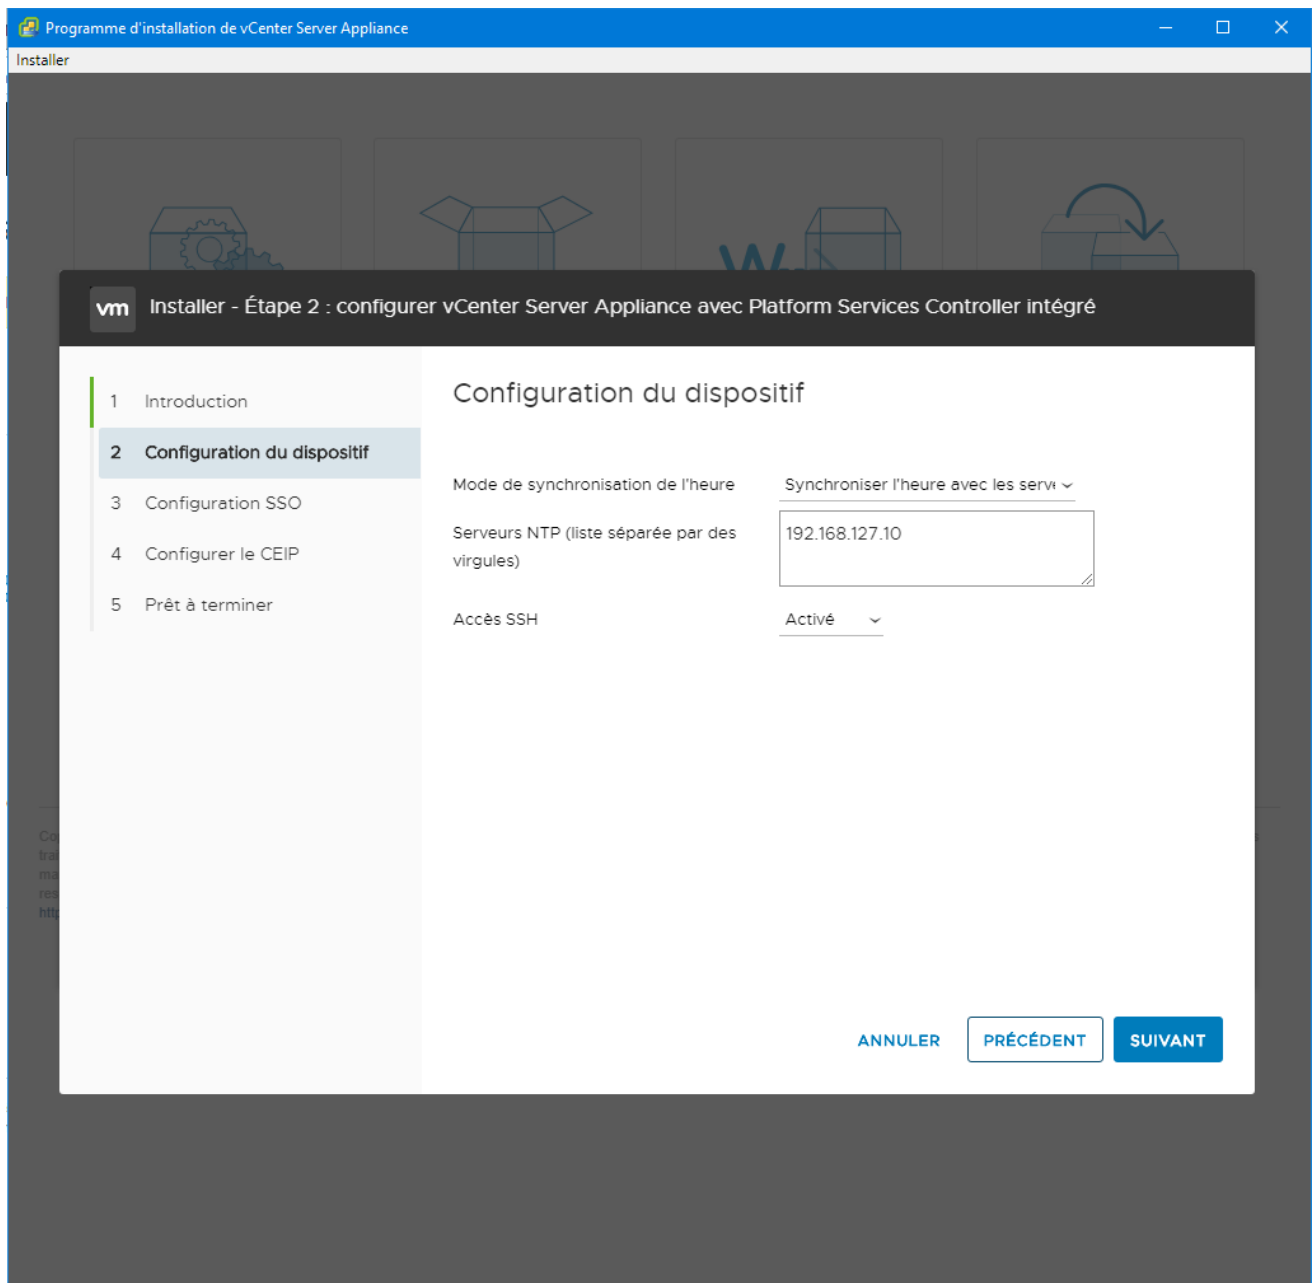 Programme d'installation de vCenter Server Appliance
Installer
vm Installer - Étape 2 : configurer vCenter Server Appliance avec Platform Services Controller intégré
1 Introduction
2 Configuration du dispositif
3 Configuration SSO
4 Configurer le CEIP
5 Prêt à terminer
Configuration du dispositif
Mode de synchronisation de l'heure
Synchroniser l'heure avec les serve
Serveurs NTP (liste séparée par des
virgules)
192.168.127.10
Accès SSH
Activé
ANNULER
PRÉCÉDENT
SUIVANT